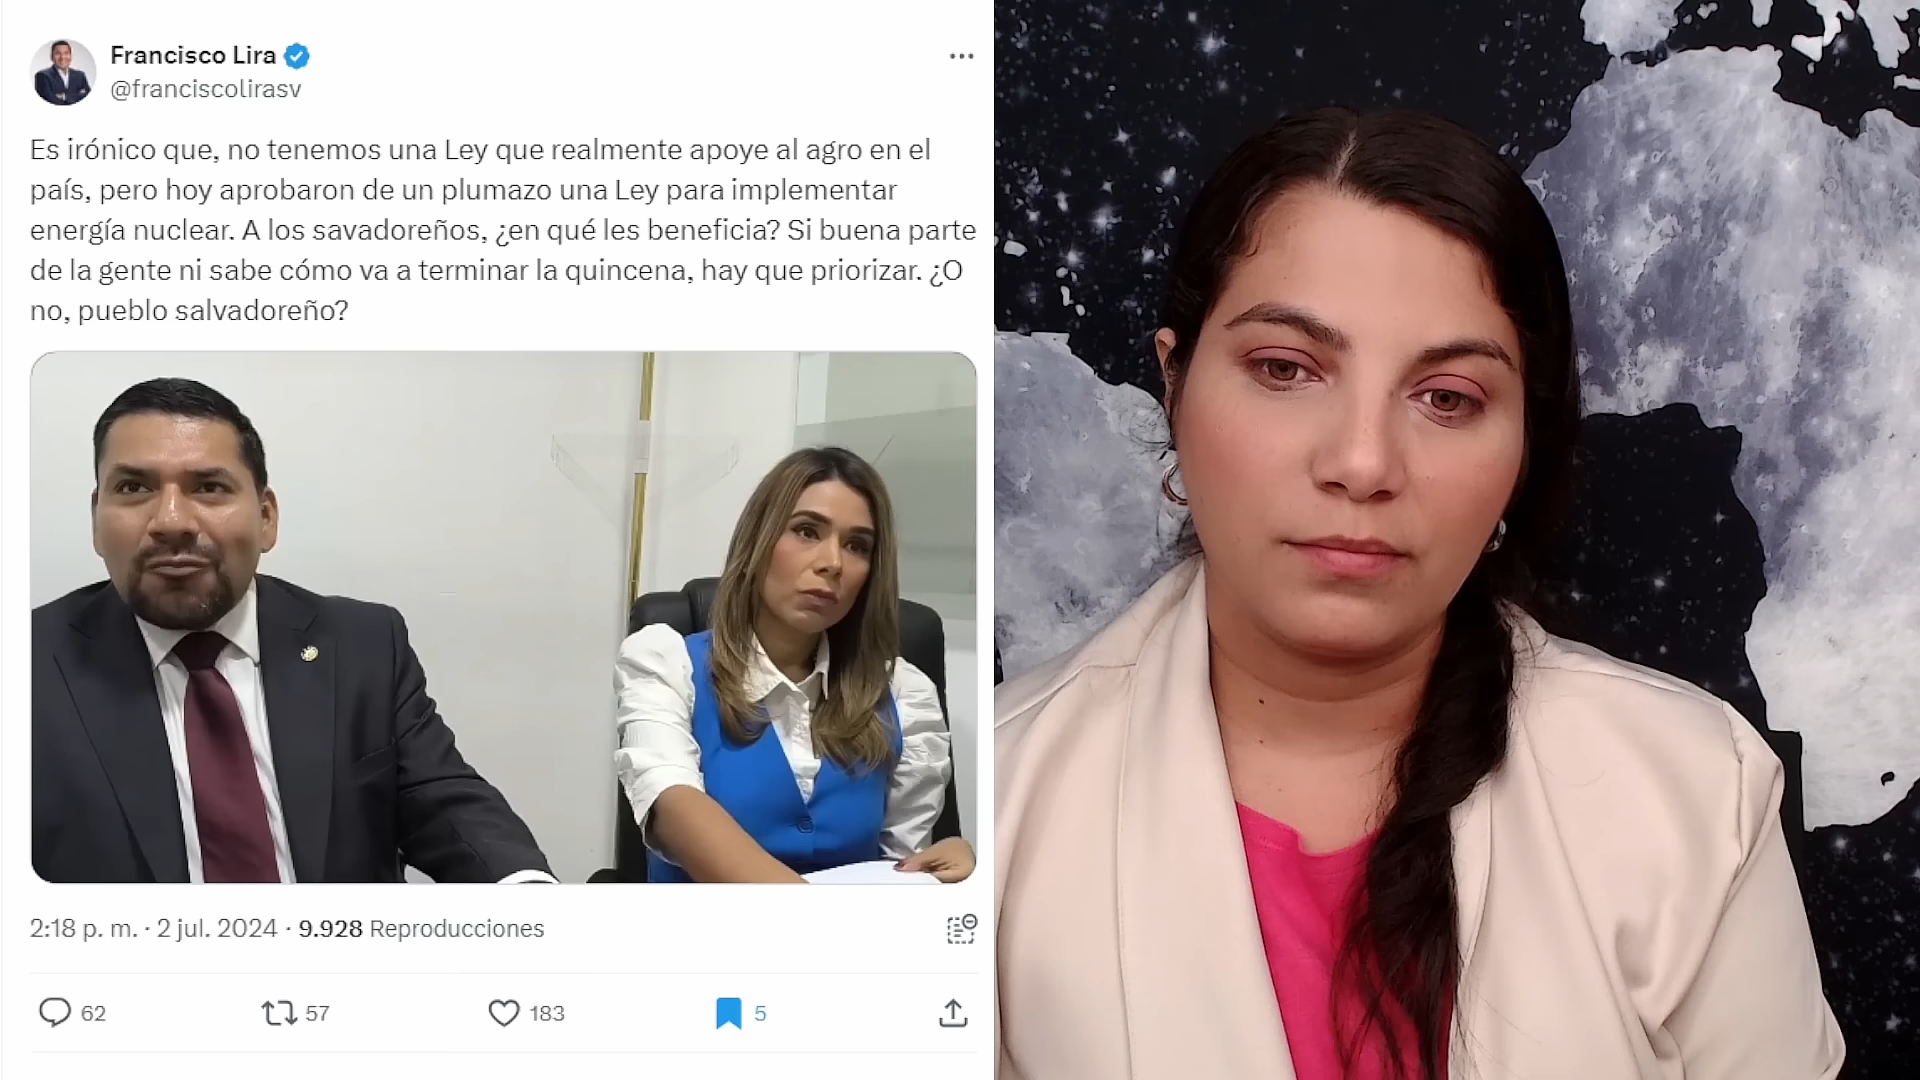 Francisco Lira
@franciscolirasv
Es irónico que, no tenemos una Ley que realmente apoye al agro en el
país, pero hoy aprobaron de un plumazo una Ley para implementar
energía nuclear. A los savadoreños, ¿en qué les beneficia? Si buena parte
de la gente ni sabe cómo va a terminar la quincena, hay que priorizar. ¿O
no, pueblo salvadoreño?
2:18 p. m. · 2 jul. 2024 · 9.928 Reproducciones
62 57 183 5